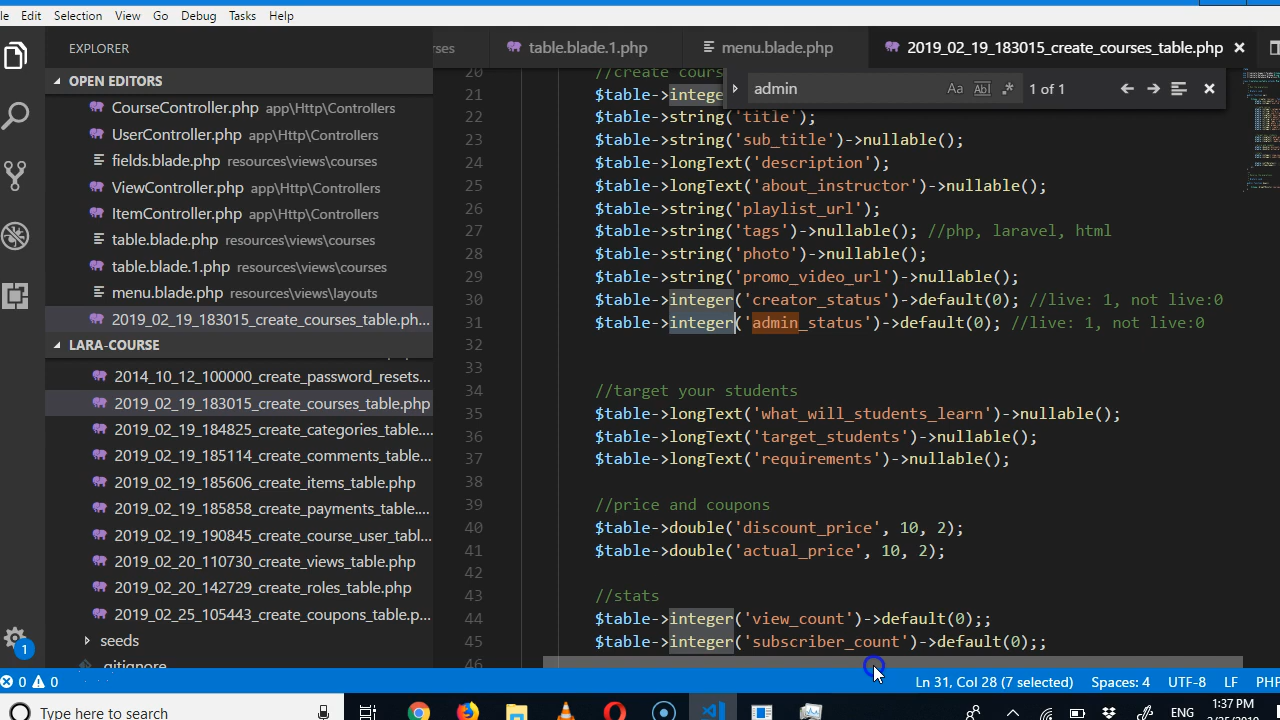 le Edit Selection View Go Debug Tasks Help
EXPLORER
ses table.blade.1.php menu.blade.php 2019_02_19_183015_create_courses_table.php
OPEN EDITORS
CourseController.php app\Http\Controllers
UserController.php app\Http\Controllers
fields.blade.php resources\views\courses
ViewController.php app\Http\Controllers
ItemController.php app\Http\Controllers
table.blade.php resources\views\courses
table.blade.1.php resources\views\courses
menu.blade.php resources\views\layouts
2019_02_19_183015_create_courses_table.ph...
LARA-COURSE
2014_10_12_100000_create_password_resets...
2019_02_19_183015_create_courses_table.php
2019_02_19_184825_create_categories_table....
2019_02_19_185114_create_comments_table...
2019_02_19_185606_create_items_table.php
2019_02_19_185858_create_payments_table....
2019_02_19_190845_create_course_user_tabl...
2019_02_20_110730_create_views_table.php
2019_02_20_142729_create_roles_table.php
2019_02_25_105443_create_coupons_table.p...
seeds
.gitignore
admin Aa Abl .* 1 of 1
20 //create cours
21 $table->intege
22 $table->string('title');
23 $table->string('sub_title')->nullable();
24 $table->longText('description');
25 $table->longText('about_instructor')->nullable();
26 $table->string('playlist_url');
27 $table->string('tags')->nullable(); //php, laravel, html
28 $table->string('photo')->nullable();
29 $table->string('promo_video_url')->nullable();
30 $table->integer('creator_status')->default(0); //live: 1, not live:0
31 $table->integer('admin_status')->default(0); //live: 1, not live:0
32
33
34 //target your students
35 $table->longText('what_will_students_learn')->nullable();
36 $table->longText('target_students')->nullable();
37 $table->longText('requirements')->nullable();
38
39 //price and coupons
40 $table->double('discount_price', 10, 2);
41 $table->double('actual_price', 10, 2);
42
43 //stats
44 $table->integer('view_count')->default(0);;
45 $table->integer('subscriber_count')->default(0);;
46
1
0 0 Ln 31, Col 28 (7 selected) Spaces: 4 UTF-8 LF PHP
Type here to search ENG 1:37 PM